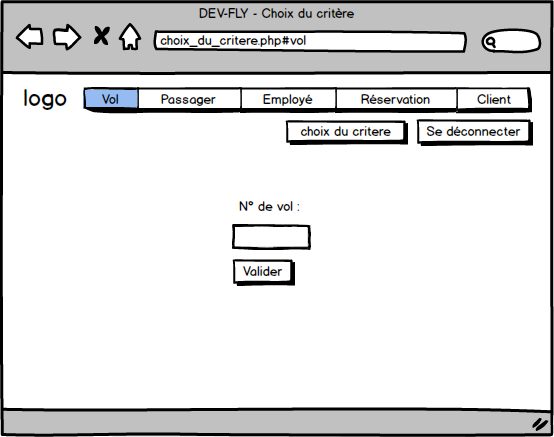 DEV-FLY - Choix du critère
choix_du_critere.php#vol
logo
Vol Passager Employé Réservation Client
choix du critere Se déconnecter
N° de vol :
Valider